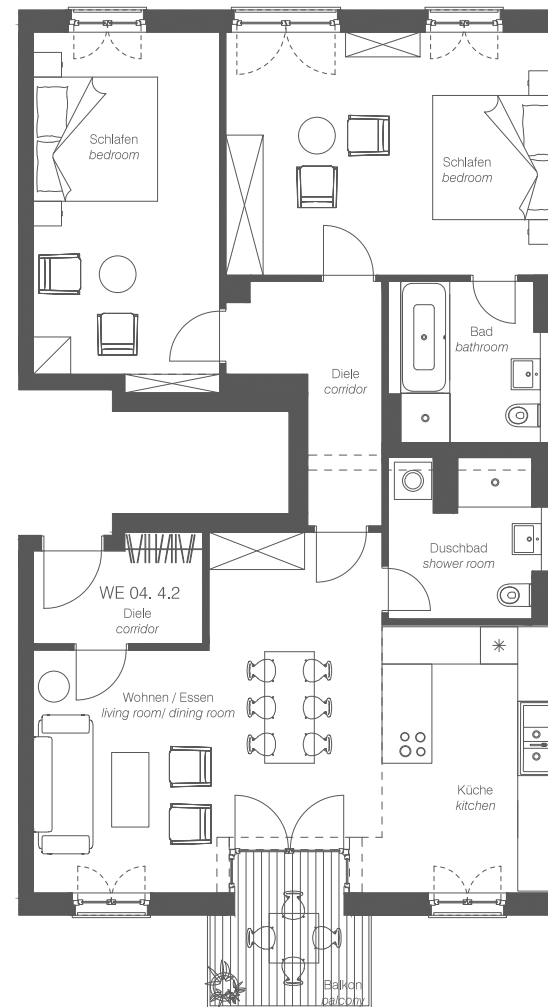 Schlafen
bedroom
Schlafen
bedroom
Bad
bathroom
Diele
corridor
Duschbad
shower room
WE 04. 4.2
Diele
corridor
Wohnen / Essen
living room/ dining room
Küche
kitchen
Balkon
balcony